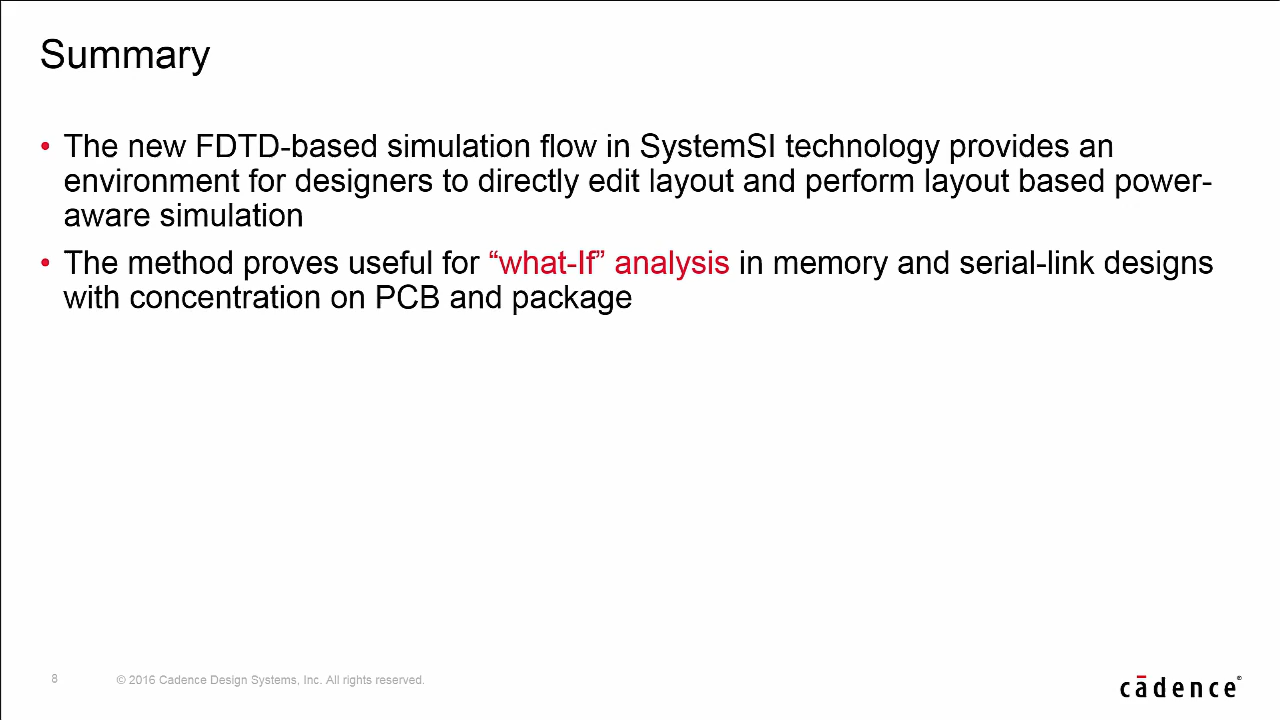 Summary
• The new FDTD-based simulation flow in SystemSI technology provides an
environment for designers to directly edit layout and perform layout based power-
aware simulation
• The method proves useful for “what-If” analysis in memory and serial-link designs
with concentration on PCB and package
8 © 2016 Cadence Design Systems, Inc. All rights reserved.
cādence®